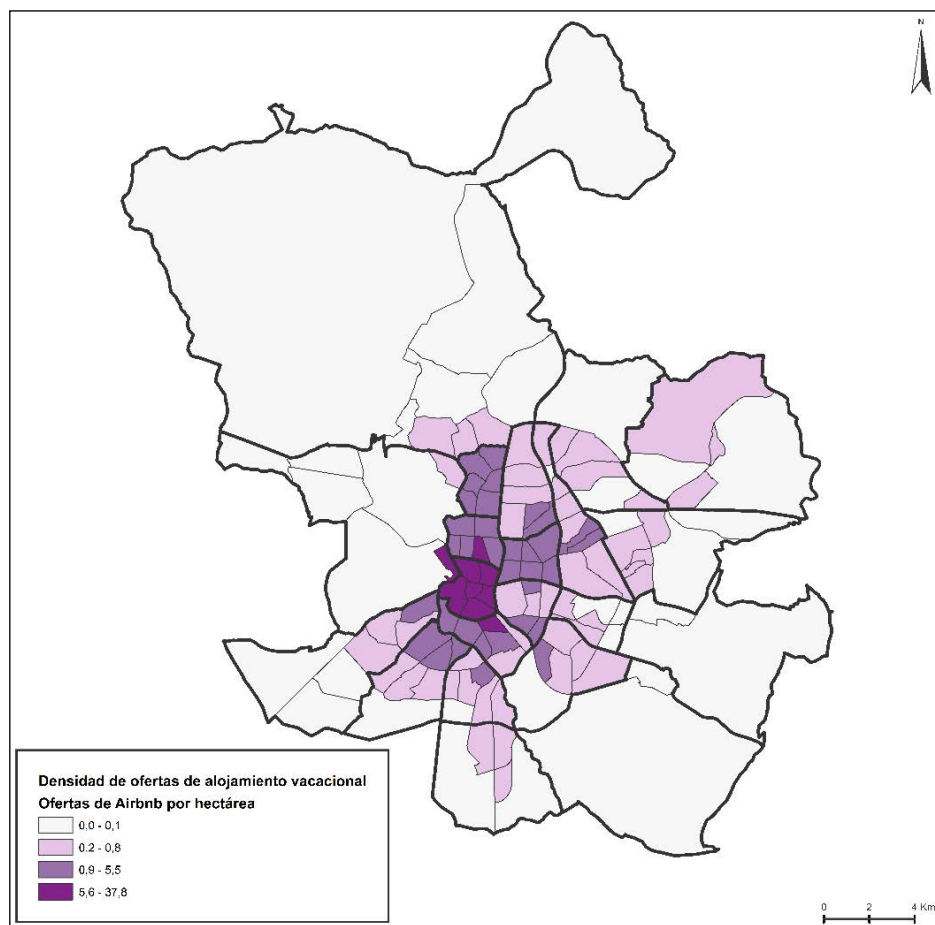 N
Densidad de ofertas de alojamiento vacacional
Ofertas de Airbnb por hectárea
0,0 - 0,1
0.2 - 0,8
0,9 - 5,5
5,6 - 37,8
0 2 4 Km